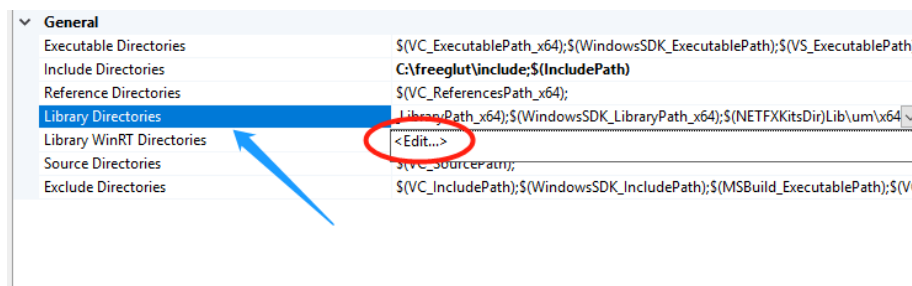 General
Executable Directories $(VC_ExecutablePath_x64);$(WindowsSDK_ExecutablePath);$(VS_ExecutablePath
Include Directories C:\freeglut\include;$(IncludePath)
Reference Directories $(VC_ReferencesPath_x64);
Library Directories LibraryPath_x64);$(WindowsSDK_LibraryPath_x64);$(NETFXKitsDir)Lib\um\x64
Library WinRT Directories <Edit...>
Source Directories $(VC_SourcePath);
Exclude Directories $(VC_IncludePath);$(WindowsSDK_IncludePath);$(MSBuild_ExecutablePath);$(V